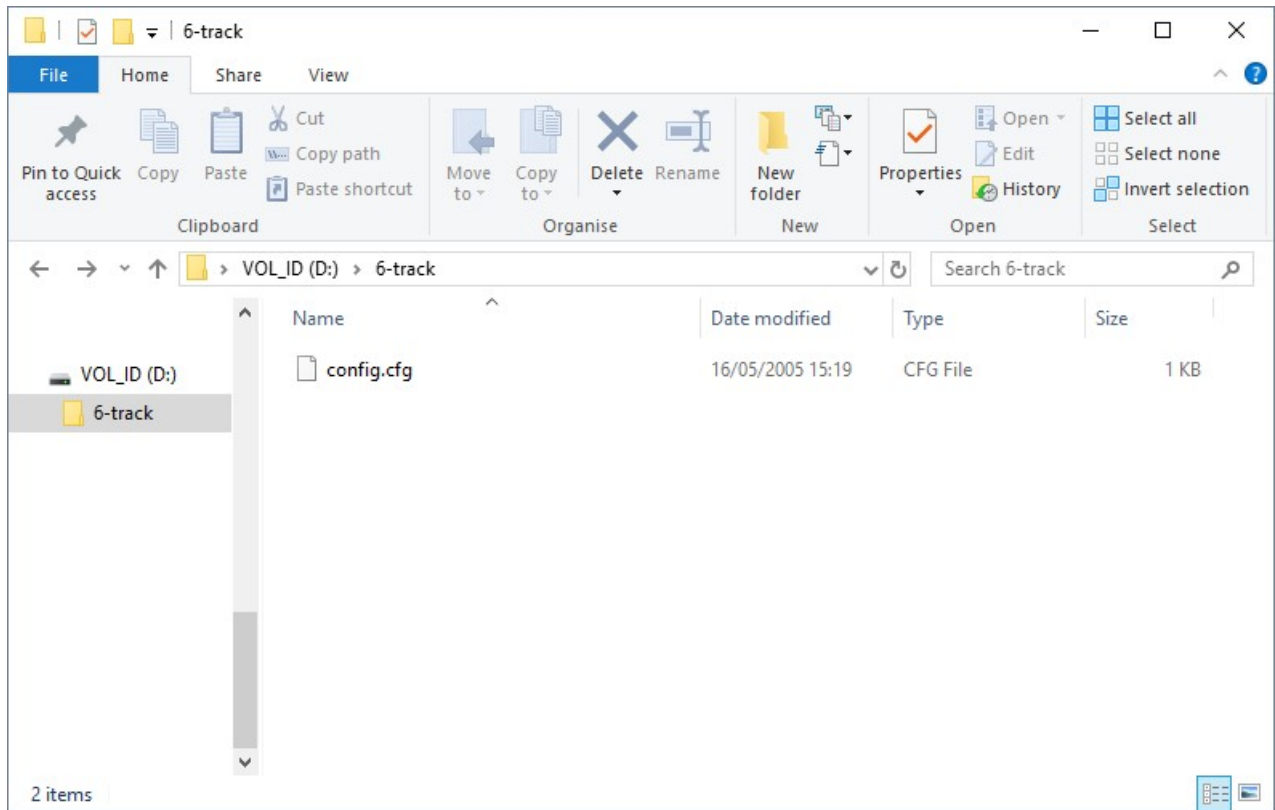 6-track
File Home Share View
Pin to Quick access
Copy
Paste
Cut
Copy path
Paste shortcut
Move to
Copy to
Delete
Rename
New folder
Properties
Open
Edit
History
Select all
Select none
Invert selection
Clipboard Organise New Open Select
VOL_ID (D:) 6-track
Search 6-track
Name Date modified Type Size
VOL_ID (D:)
6-track
config.cfg 16/05/2005 15:19 CFG File 1 KB
2 items